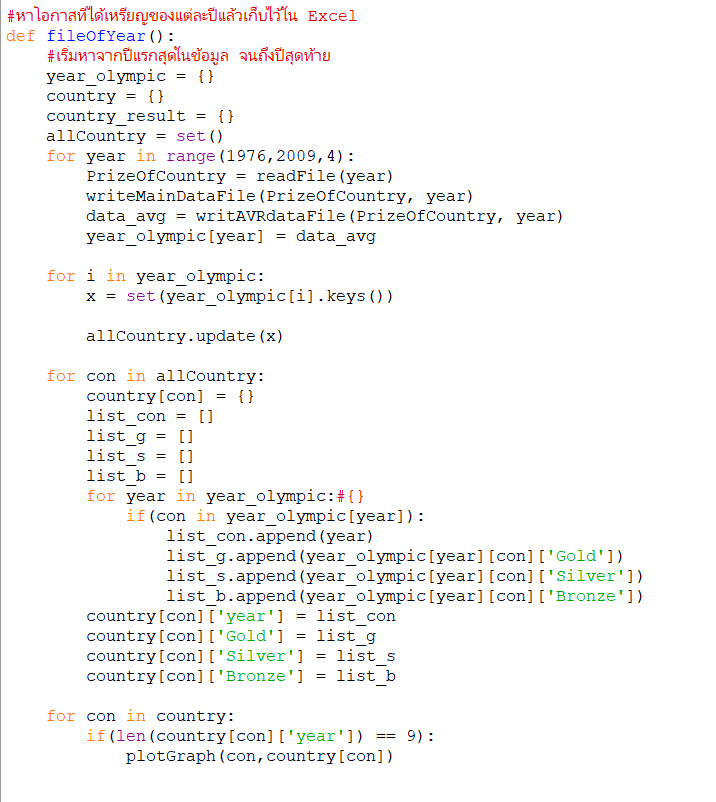 #หาโอกาสที่ได้เหรียญของแต่ละปีแล้วเก็บไว้ใน Excel
def fileOfYear():
    #เริ่มหาจากปีแรกสุดในข้อมูล จนถึงปีสุดท้าย
    year_olympic = {}
    country = {}
    country_result = {}
    allCountry = set()
    for year in range(1976,2009,4):
        PrizeOfCountry = readFile(year)
        writeMainDataFile(PrizeOfCountry, year)
        data_avg = writAVRdataFile(PrizeOfCountry, year)
        year_olympic[year] = data_avg

    for i in year_olympic:
        x = set(year_olympic[i].keys())

        allCountry.update(x)

    for con in allCountry:
        country[con] = {}
        list_con = []
        list_g = []
        list_s = []
        list_b = []
        for year in year_olympic:#{}
            if(con in year_olympic[year]):
                list_con.append(year)
                list_g.append(year_olympic[year][con]['Gold'])
                list_s.append(year_olympic[year][con]['Silver'])
                list_b.append(year_olympic[year][con]['Bronze'])
        country[con]['year'] = list_con
        country[con]['Gold'] = list_g
        country[con]['Silver'] = list_s
        country[con]['Bronze'] = list_b

    for con in country:
        if(len(country[con]['year']) == 9):
            plotGraph(con,country[con])